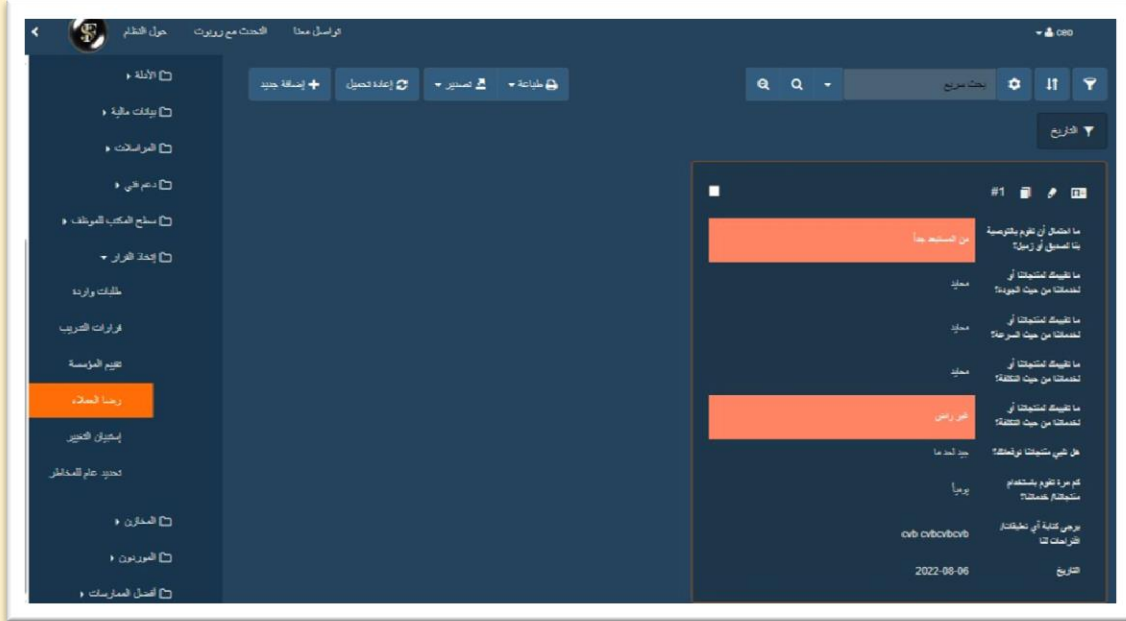 حول النظام
التحدث مع روبوت
تواصل معنا
ceo
الأدلة
بيانات مالية
المراسلات
دعم فني
سطح المكتب للموظف
إتخاذ القرار
طلبات واردة
قرارات التدريب
تقييم المؤسسة
رضا العملاء
إستبيان التغيير
تحديد عام للمخاطر
المخازن
الموردون
أفضل الممارسات
إضافة جديد
إعادة تحميل
تصدير
طباعة
بحث سريع
التاريخ
#1
ما احتمال أن تقوم بالتوصية
بنا لصديق أو زميل؟
من المستبعد جداً
ما تقييمك لمنتجاتنا أو
لخدماتنا من حيث الجودة؟
محايد
ما تقييمك لمنتجاتنا أو
لخدماتنا من حيث السرعة؟
محايد
ما تقييمك لمنتجاتنا أو
لخدماتنا من حيث التكلفة؟
محايد
ما تقييمك لمنتجاتنا أو
لخدماتنا من حيث التكلفة؟
غير راض
هل تلبي منتجاتنا توقعاتك؟
جيد لحد ما
كم مرة تقوم باستخدام
منتجاتنا/ خدماتنا؟
يومياً
يرجى كتابة أي تعليقات/
اقتراحات لنا
cvb cvbcvbcvb
التاريخ
2022-08-06